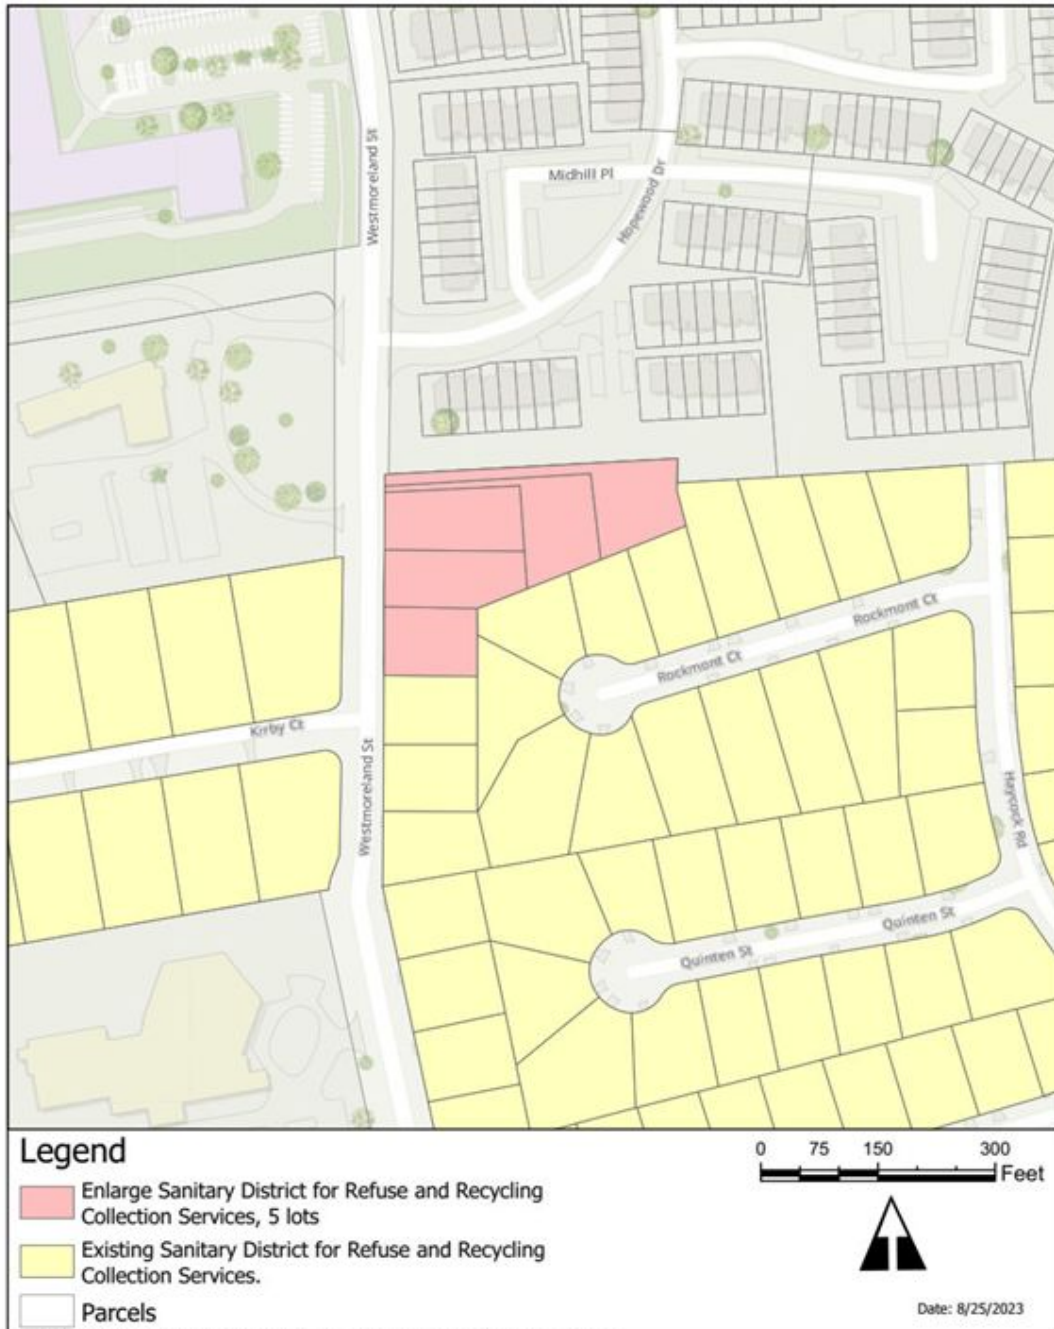 Westmoreland St
Midhill Pl
Hopewood Dr
Rockmont Ct
Rockmont Ct
Kirby Ct
Westmoreland St
Haycock Rd
Quinten St
Quinten St
Legend
Enlarge Sanitary District for Refuse and Recycling
Collection Services, 5 lots
Existing Sanitary District for Refuse and Recycling
Collection Services.
Parcels
0 75 150 300
Feet
Date: 8/25/2023